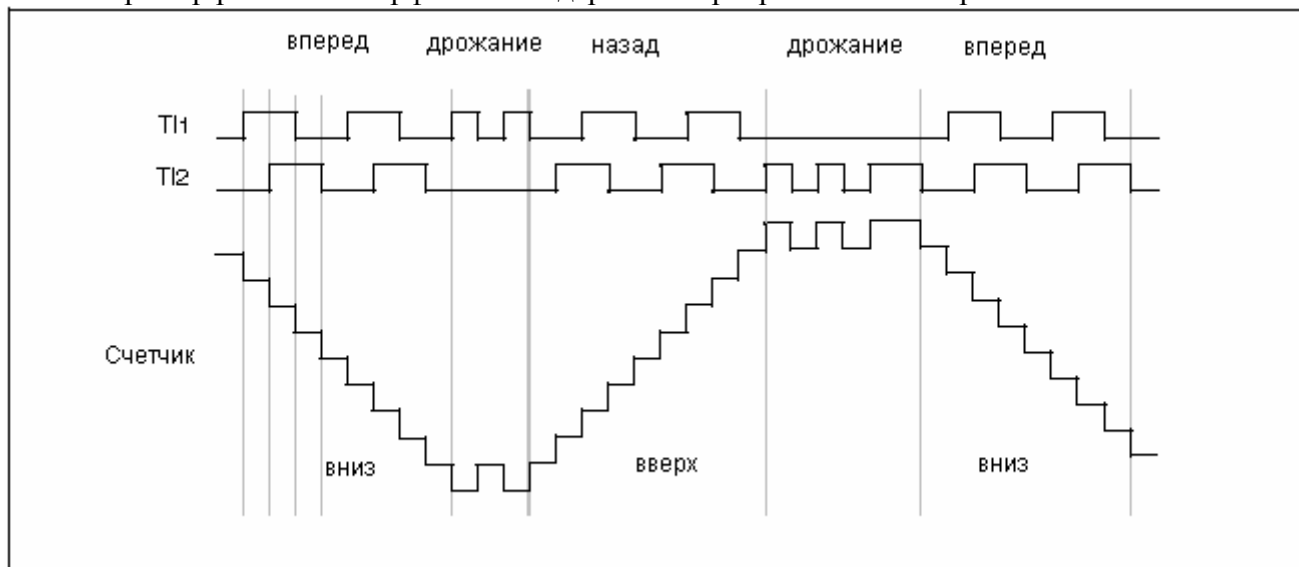 вперед дрожание назад дрожание вперед
TI1
TI2
Счетчик
вниз вверх вниз